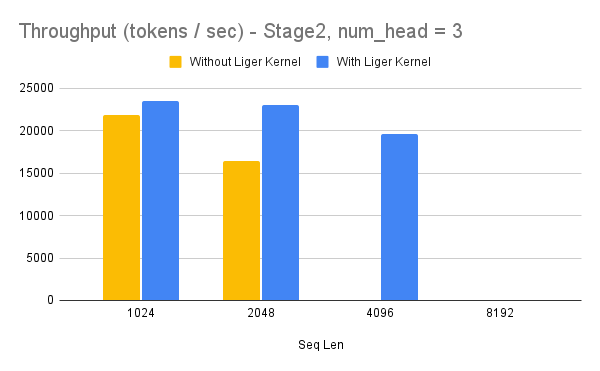 Throughput (tokens / sec) - Stage2, num_head = 3
Without Liger Kernel With Liger Kernel
25000
20000
15000
10000
5000
0
1024 2048 4096 8192
Seq Len